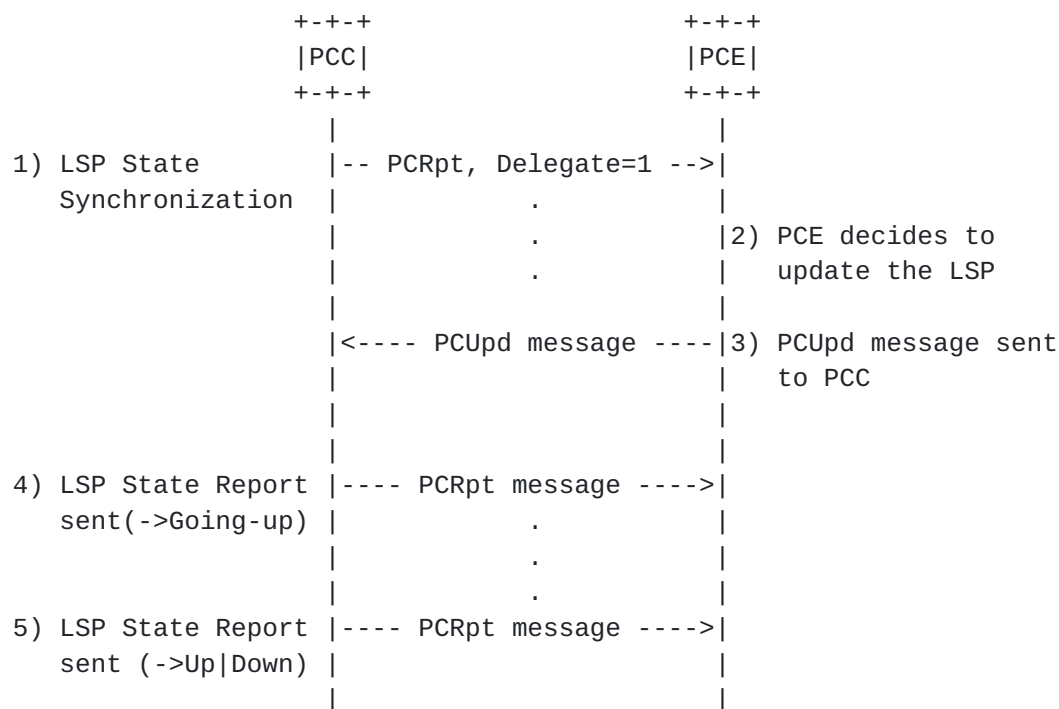 +-+-+                    +-+-+
|PCC|                    |PCE|
+-+-+                    +-+-+
|                        |
1) LSP State        |-- PCRpt, Delegate=1 -->|
Synchronization  |            .           |
|            .           |2) PCE decides to
|            .           |   update the LSP
|                        |
|<---- PCUpd message ----|3) PCUpd message sent
|                        |   to PCC
|                        |
|                        |
4) LSP State Report |---- PCRpt message ---->|
sent(->Going-up) |            .           |
|            .           |
|            .           |
5) LSP State Report |---- PCRpt message ---->|
sent (->Up|Down) |                        |
|                        |